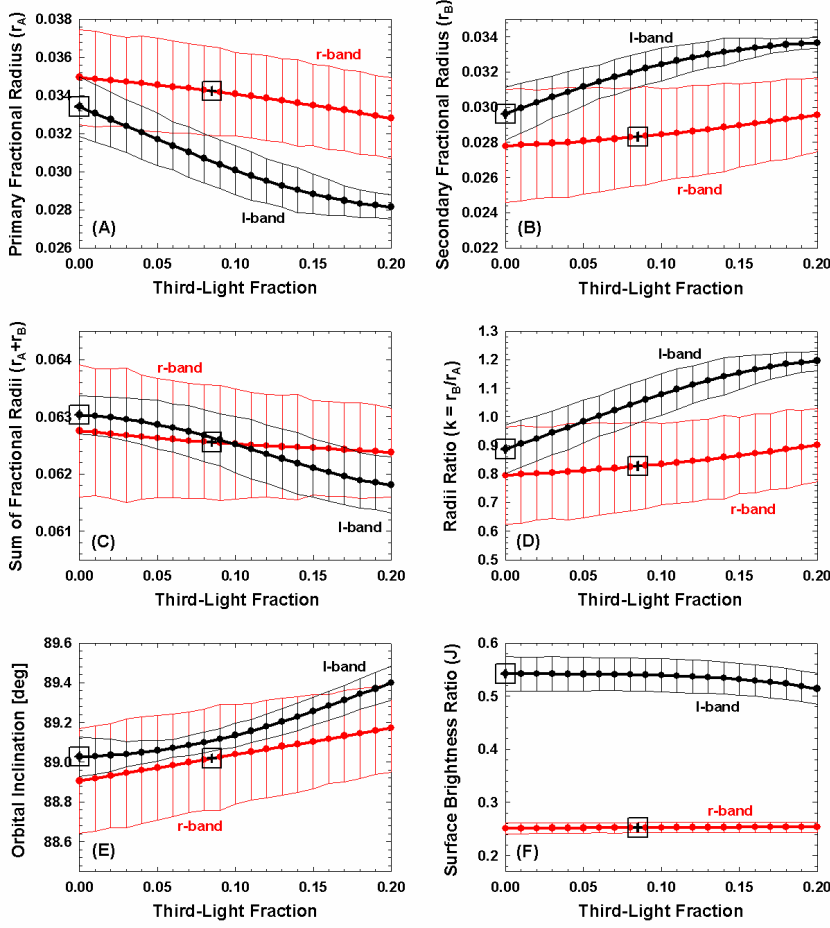 0.038
0.036
0.034
0.032
0.030
0.028
0.026
Primary Fractional Radius (rA)
r-band
I-band
(A)
0.00 0.05 0.10 0.15 0.20
Third-Light Fraction
0.036
0.034
0.032
0.030
0.028
0.026
0.024
0.022
Secondary Fractional Radius (rB)
I-band
r-band
(B)
0.00 0.05 0.10 0.15 0.20
Third-Light Fraction
0.064
0.063
0.062
0.061
Sum of Fractional Radii (rA+rB)
r-band
I-band
(C)
0.00 0.05 0.10 0.15 0.20
Third-Light Fraction
1.3
1.2
1.1
1.0
0.9
0.8
0.7
0.6
0.5
Radii Ratio (k = rB/rA)
I-band
r-band
(D)
0.00 0.05 0.10 0.15 0.20
Third-Light Fraction
89.6
89.4
89.2
89.0
88.8
88.6
Orbital Inclination [deg]
I-band
r-band
(E)
0.00 0.05 0.10 0.15 0.20
Third-Light Fraction
0.6
0.5
0.4
0.3
0.2
Surface Brightness Ratio (J)
I-band
r-band
(F)
0.00 0.05 0.10 0.15 0.20
Third-Light Fraction